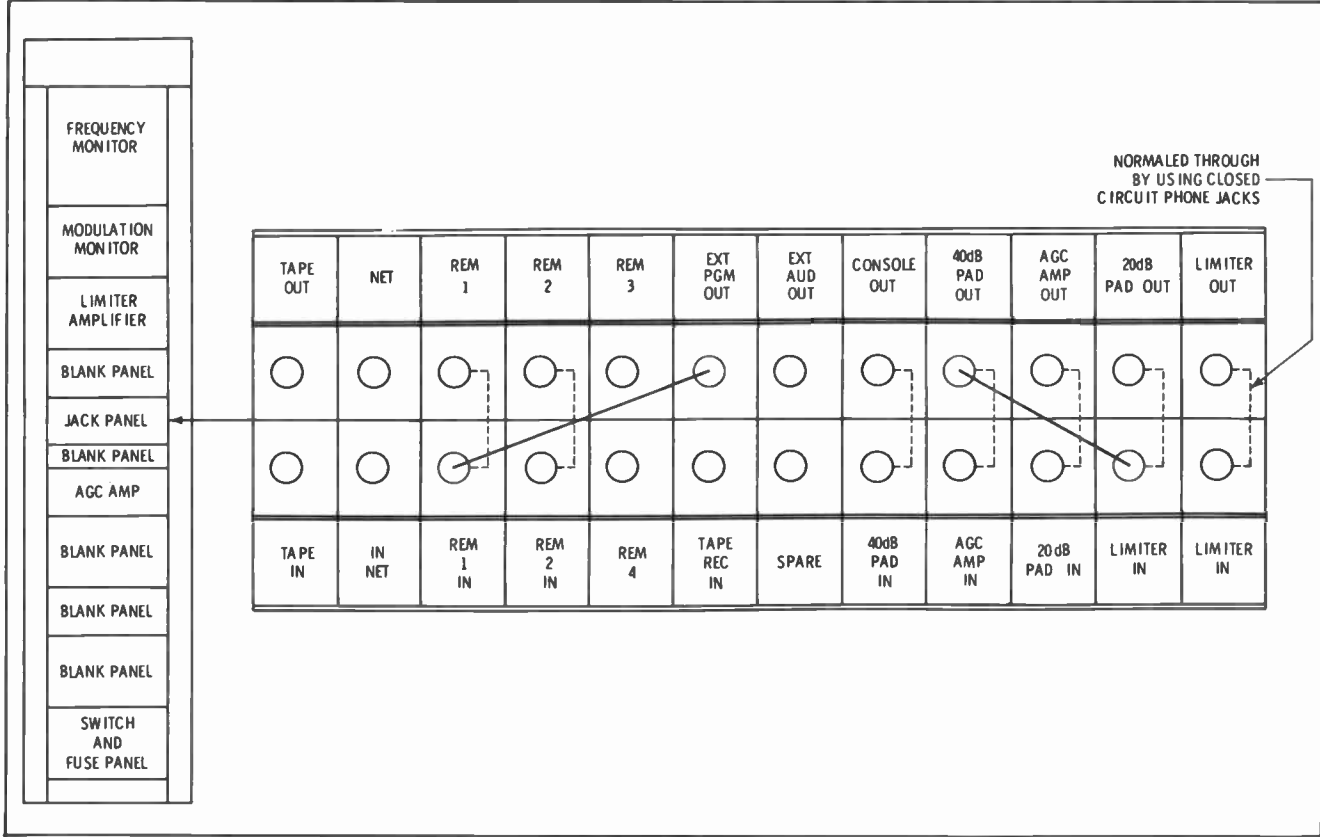 FREQUENCY
MONITOR
MODULATION
MONITOR
LIMITER
AMPLIFIER
BLANK PANEL
JACK PANEL
BLANK PANEL
AGC AMP
BLANK PANEL
BLANK PANEL
BLANK PANEL
SWITCH
AND
FUSE PANEL
NORMALED THROUGH
BY USING CLOSED
CIRCUIT PHONE JACKS
TAPE
OUT
NET
REM
1
REM
2
REM
3
EXT
PGM
OUT
EXT
AUD
OUT
CONSOLE
OUT
40dB
PAD
OUT
AGC
AMP
OUT
20dB
PAD OUT
LIMITER
OUT
TAPE
IN
IN
NET
REM
1
IN
REM
2
IN
REM
4
TAPE
REC
IN
SPARE
40dB
PAD
IN
AGC
AMP
IN
20dB
PAD IN
LIMITER
IN
LIMITER
IN